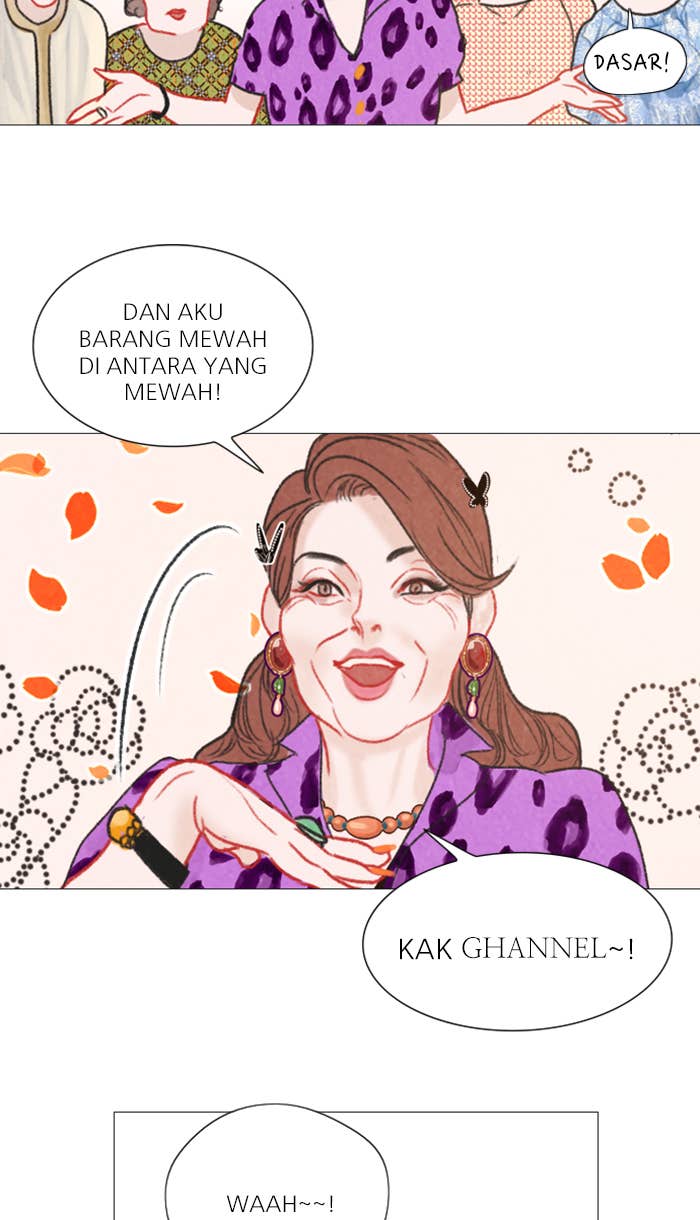 DASAR!
DAN AKU
BARANG MEWAH
DI ANTARA YANG
MEWAH!
KAK GHANNEL~!
WAAH~~!